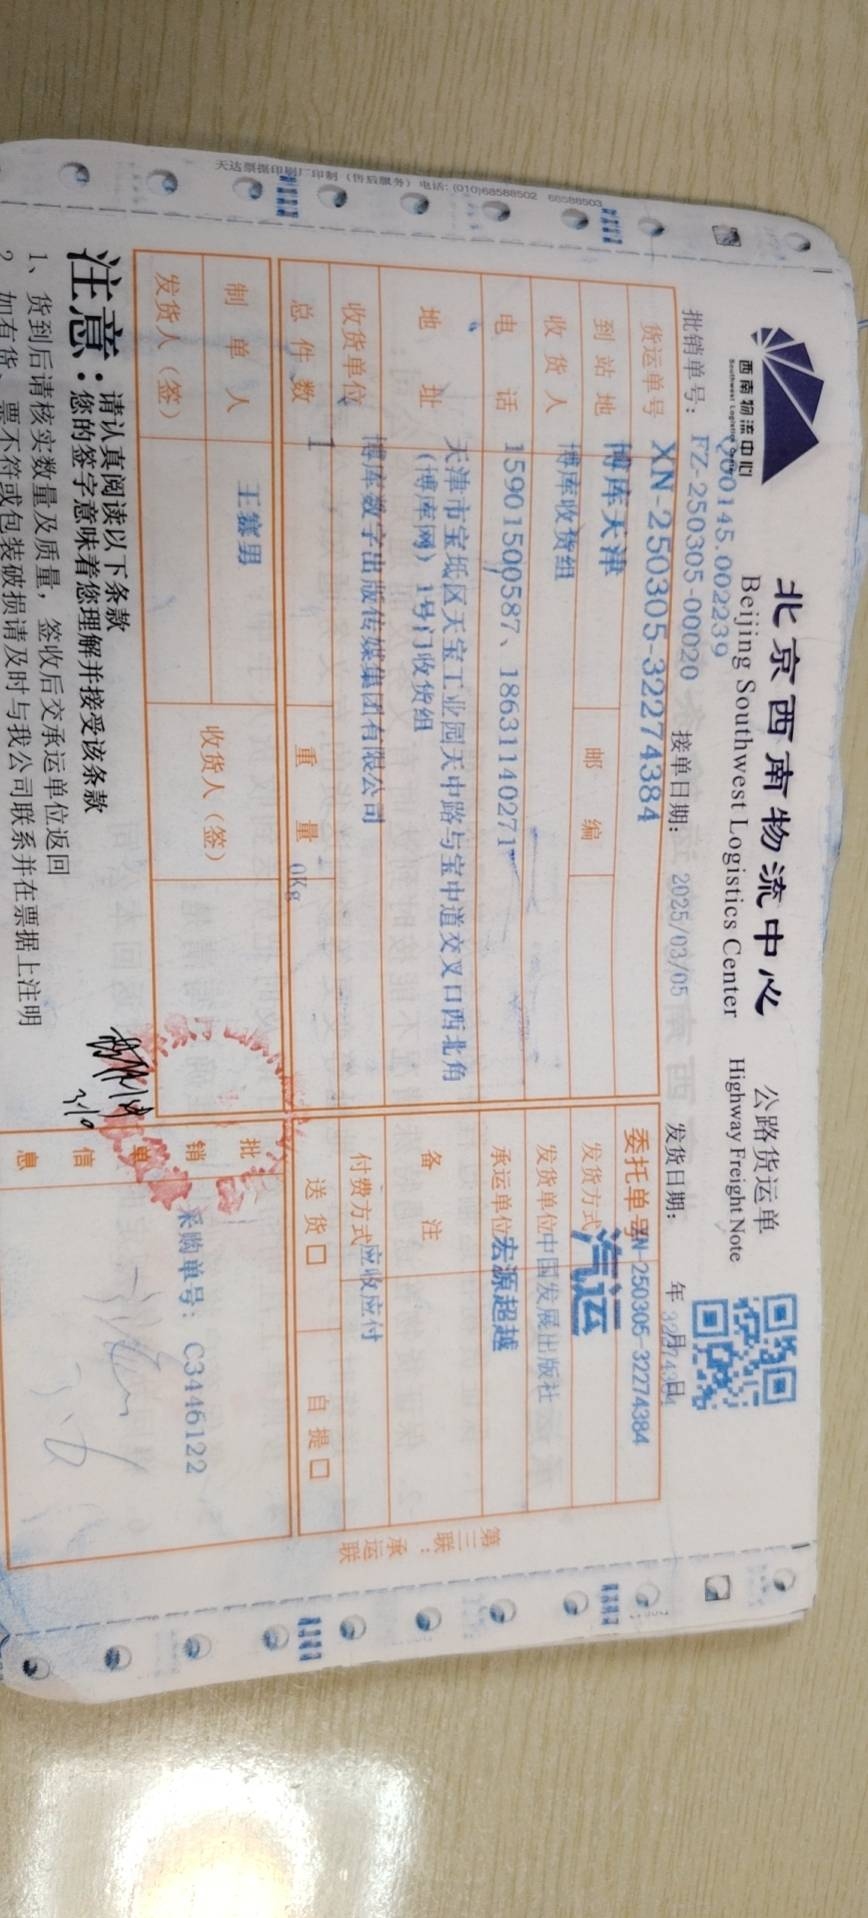 天达票据印刷厂印制（售后服务）电话: (010)68588502 68588503
西南物流中心
Southwest Logistics Center
北京西南物流中心 公路货运单
Beijing Southwest Logistics Center Highway Freight Note
Q00145.002239
批销单号: FZ-250305-00020 接单日期: 2025/03/05 发货日期: 年 月 日
32274384
货运单号 XN-250305-32274384 委托单号 XN-250305-32274384
到站地 博库天津 邮编 发货方式 汽运
收货人 博库收货组 发货单位 中国发展出版社
电话 15901500587、18631140271 承运单位 宏源超越
地址 天津市宝坻区天宝工业园天中路与宝中道交叉口西北角
(博库网) 1号门收货组
备注
收货单位 博库数字出版传媒集团有限公司 付费方式 应收应付
总件数 1 重量 0Kg 送货□ 自提□
制单人 王 男 收货人（签） 批销单信息 采购单号: C3446122
发货人（签）
3/10
注意: 请认真阅读以下条款
您的签字意味着您理解并接受该条款
1、货到后请核实数量及质量，签收后交承运单位返回
2、如有货、票不符或包装破损请及时与我公司联系并在票据上注明
第三联：承运联